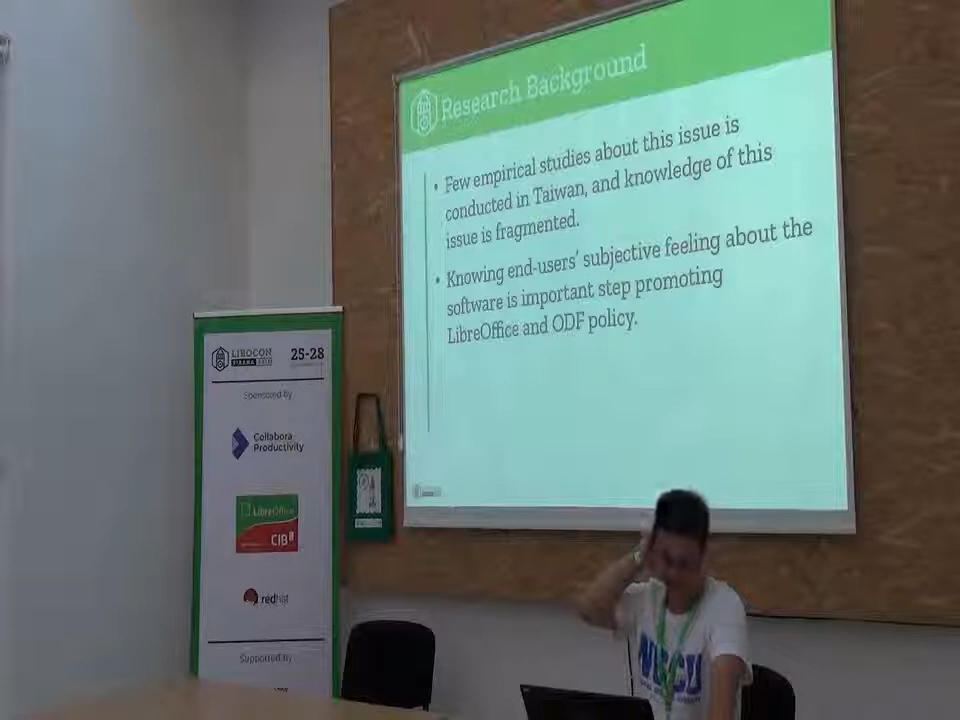 Research Background
• Few empirical studies about this issue is
conducted in Taiwan, and knowledge of this
issue is fragmented.
• Knowing end-users' subjective feeling about the
software is important step promoting
LibreOffice and ODF policy.
LIBOCON
25-28
Sponsored by
Collabora
Productivity
LibreOffice
CIB
redhat
Supported by